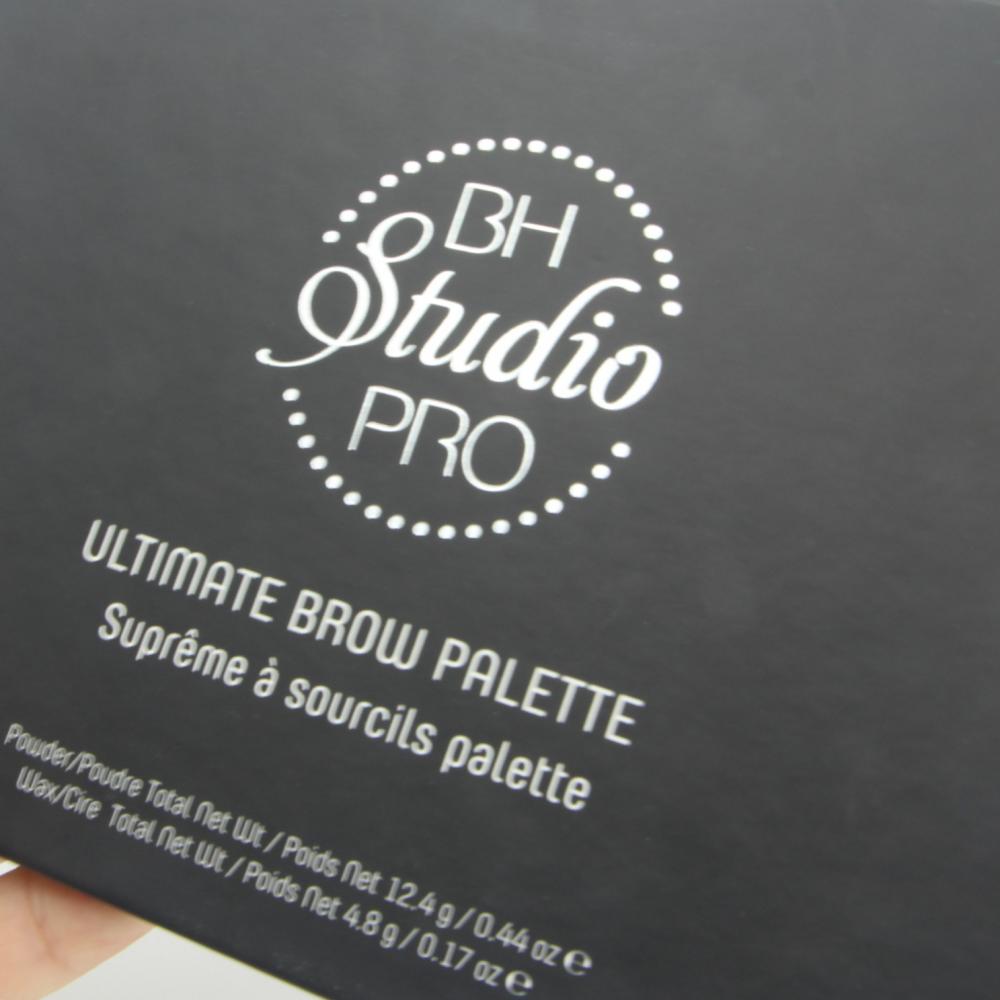 BH
Studio
PRO
ULTIMATE BROW PALETTE
Suprême à sourcils palette
Powder/Poudre Total Net Wt / Poids Net 12.4 g / 0.44 oz ℮
Wax/Cire Total Net Wt / Poids Net 4.8 g / 0.17 oz ℮